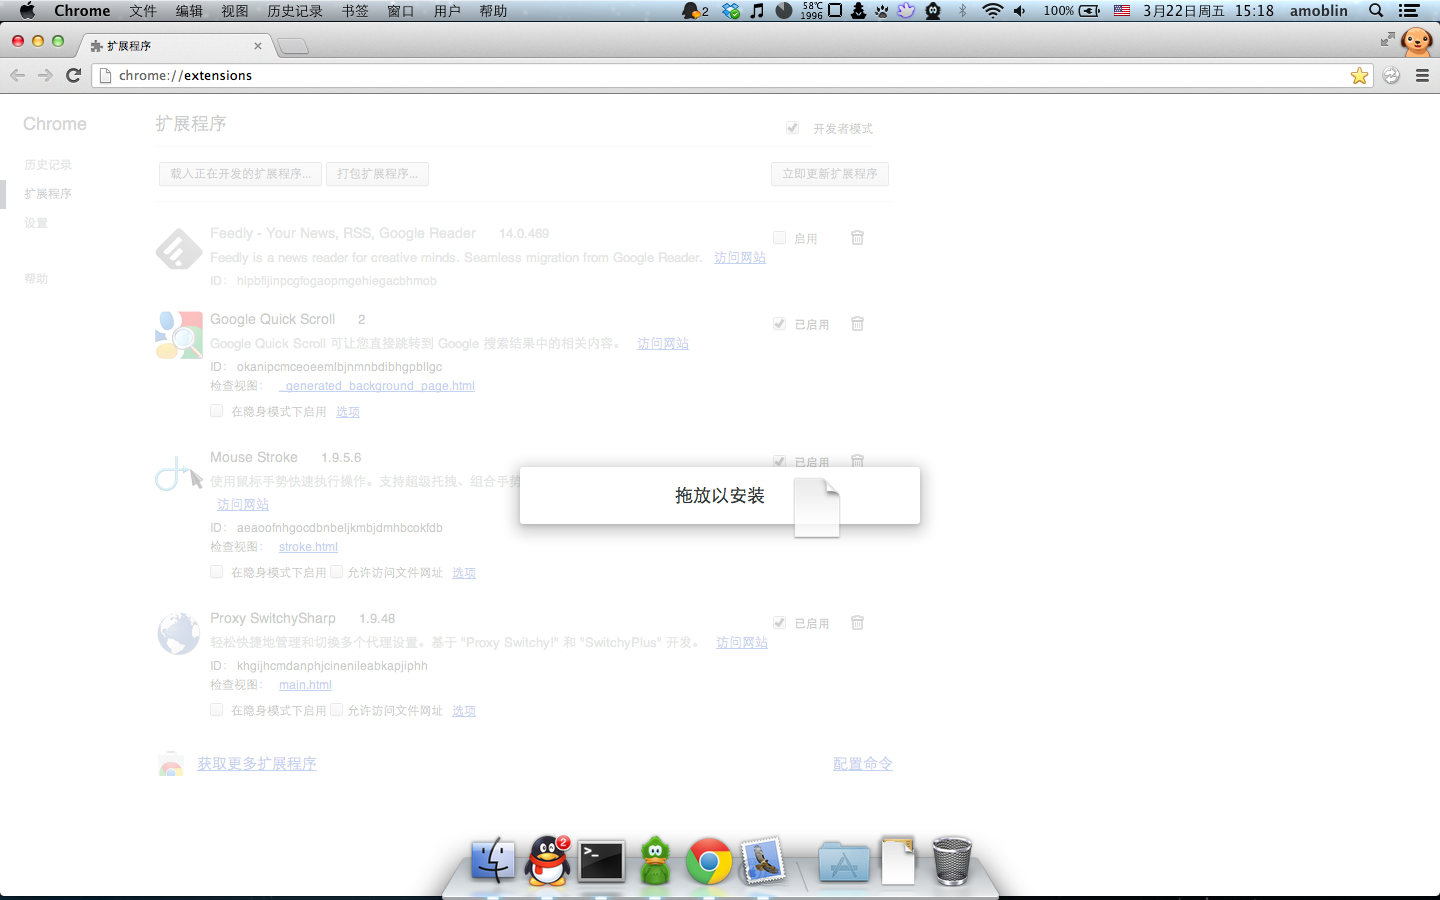 Chrome 文件 编辑 视图 历史记录 书签 窗口 用户 帮助 2 58°C 1996 100% 3月22日周五 15:18 amoblin
扩展程序
chrome://extensions
Chrome
扩展程序
开发者模式
历史记录
扩展程序
设置
帮助
载入正在开发的扩展程序... 打包扩展程序... 立即更新扩展程序
Feedly - Your News, RSS, Google Reader 14.0.469 启用
Feedly is a news reader for creative minds. Seamless migration from Google Reader. 访问网站
ID： hipbfijinpcgfogaopmgehiegacbhmob
Google Quick Scroll 2 已启用
Google Quick Scroll 可让您直接跳转到 Google 搜索结果中的相关内容。 访问网站
ID： okanipcmceoeemlbjnmnbdibhgpbllgc
检查视图： _generated_background_page.html
在隐身模式下启用 选项
Mouse Stroke 1.9.5.6 已启用
使用鼠标手势快速执行操作。支持超级托拽、组合手势
访问网站
ID： aeaoofnhgocdbnbeljkmbjdmhbcokfdb
检查视图： stroke.html
在隐身模式下启用 允许访问文件网址 选项
拖放以安装
Proxy SwitchySharp 1.9.48 已启用
轻松快捷地管理和切换多个代理设置。基于 "Proxy Switchy!" 和 "SwitchyPlus" 开发。 访问网站
ID： khgijhcmdanphjcinenileabkapjiphh
检查视图： main.html
在隐身模式下启用 允许访问文件网址 选项
获取更多扩展程序 配置命令
2